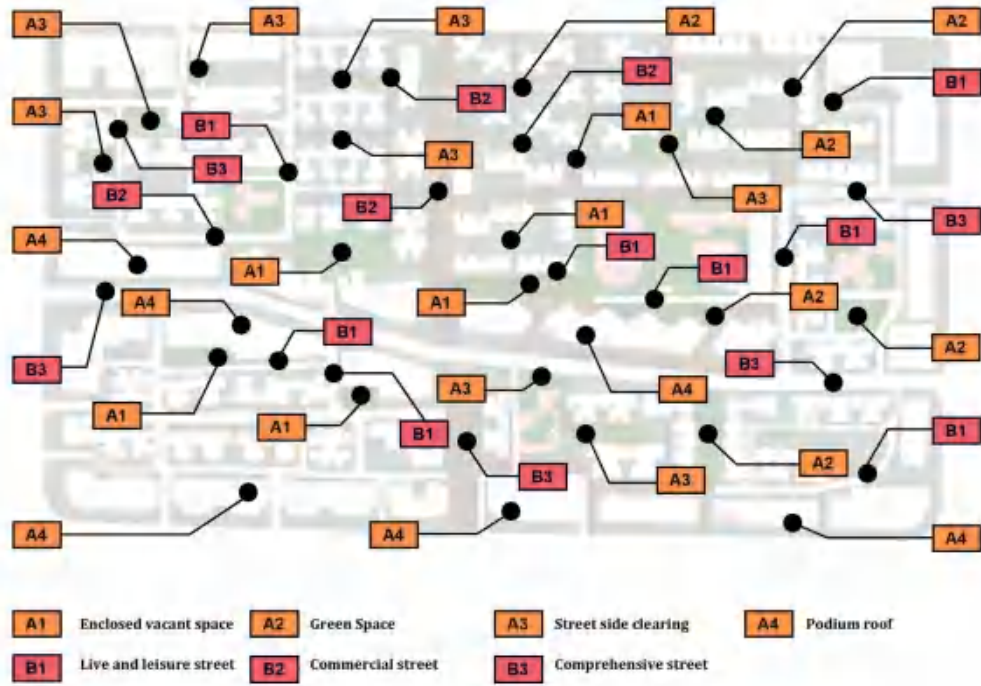 A3
A3
A3
A2
A2
B2
B1
B2
A3
A1
B1
A2
A3
B3
B2
A3
B2
A1
B3
B1
A4
B1
A1
B1
A4
A1
A2
B1
A2
B3
B3
A3
A4
A1
A1
B1
B1
A2
B3
A3
A4
A4
A4
A1 Enclosed vacant space A2 Green Space A3 Street side clearing A4 Podium roof
B1 Live and leisure street B2 Commercial street B3 Comprehensive street